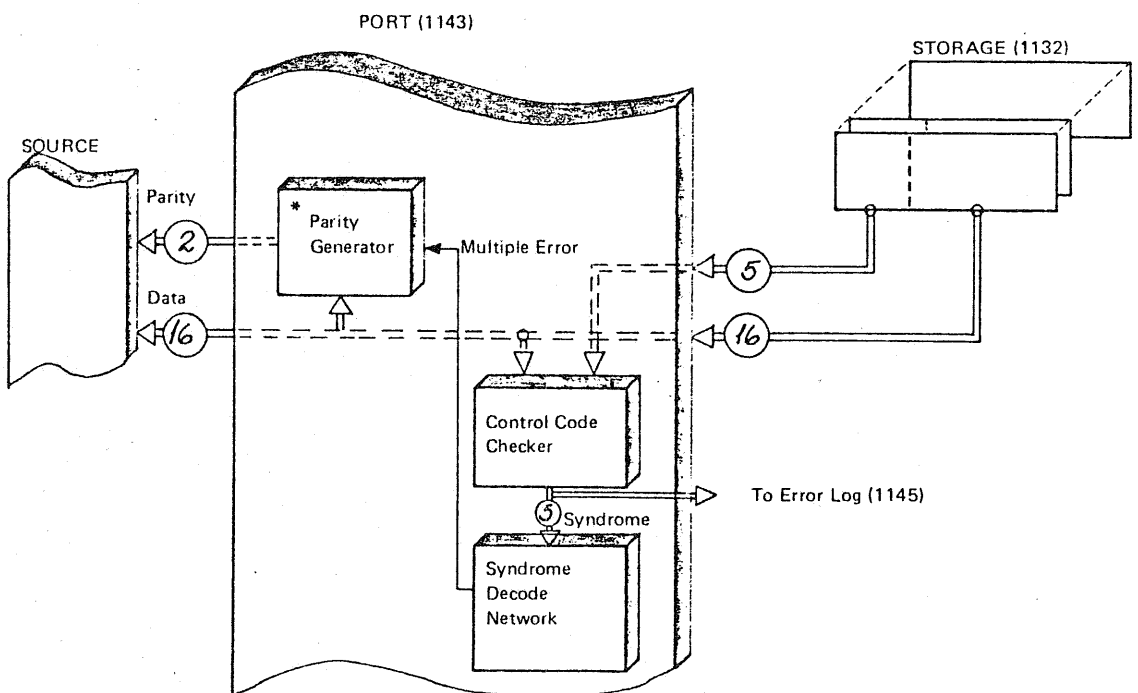 PORT (1143)
STORAGE (1132)
SOURCE
Parity
2
* Parity
Generator
Multiple Error
5
Data
16
16
Control Code
Checker
To Error Log (1145)
5
Syndrome
Syndrome
Decode
Network